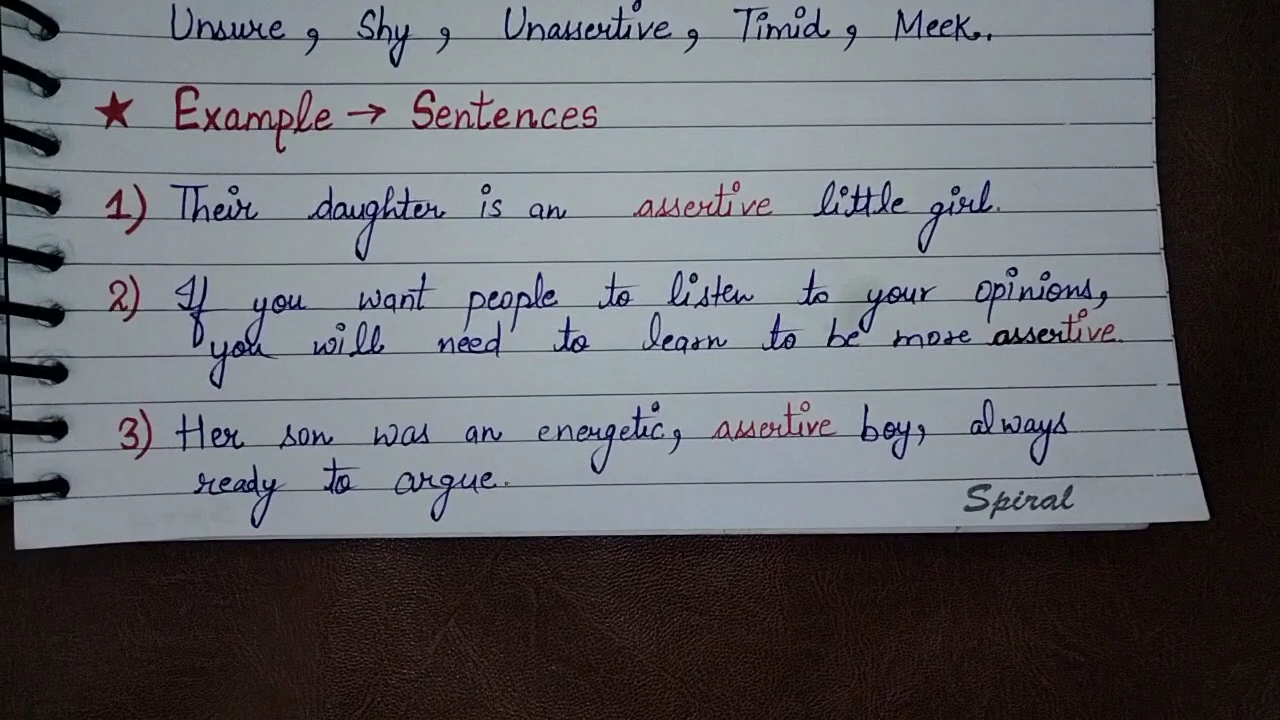 Unsure, Shy, Unassertive, Timid, Meek.
★ Example → Sentences
1) Their daughter is an assertive little girl.
2) If you want people to listen to your opinions,
you will need to learn to be more assertive.
3) Her son was an energetic, assertive boy, always
ready to argue.
Spiral